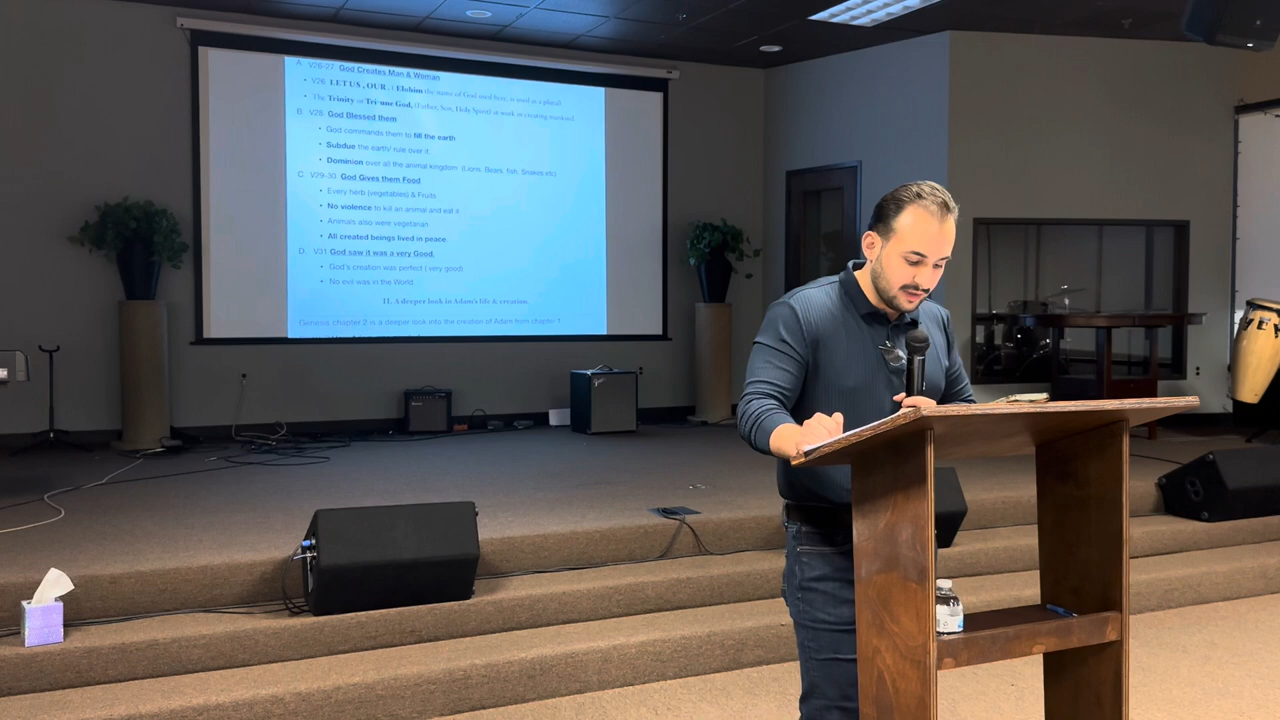 A. V26-27. God Creates Man & Woman
• V26 LET US , OUR . ( Elohim the name of God used here, is used as a plural)
• The Trinity or Tri-une God, (Father, Son, Holy Spirit) at work in creating mankind.
B. V28. God Blessed them
• God commands them to fill the earth
• Subdue the earth/ rule over it.
• Dominion over all the animal kingdom. (Lions, Bears, fish, Snakes etc)
C. V29-30. God Gives them Food
• Every herb (vegetables) & Fruits.
• No violence to kill an animal and eat it
• Animals also were vegetarian
• All created beings lived in peace.
D. V31 God saw it was a very Good.
• God's creation was perfect ( very good)
• No evil was in the World
II. A deeper look in Adam's life & creation.
Genesis chapter 2 is a deeper look into the creation of Adam from chapter 1